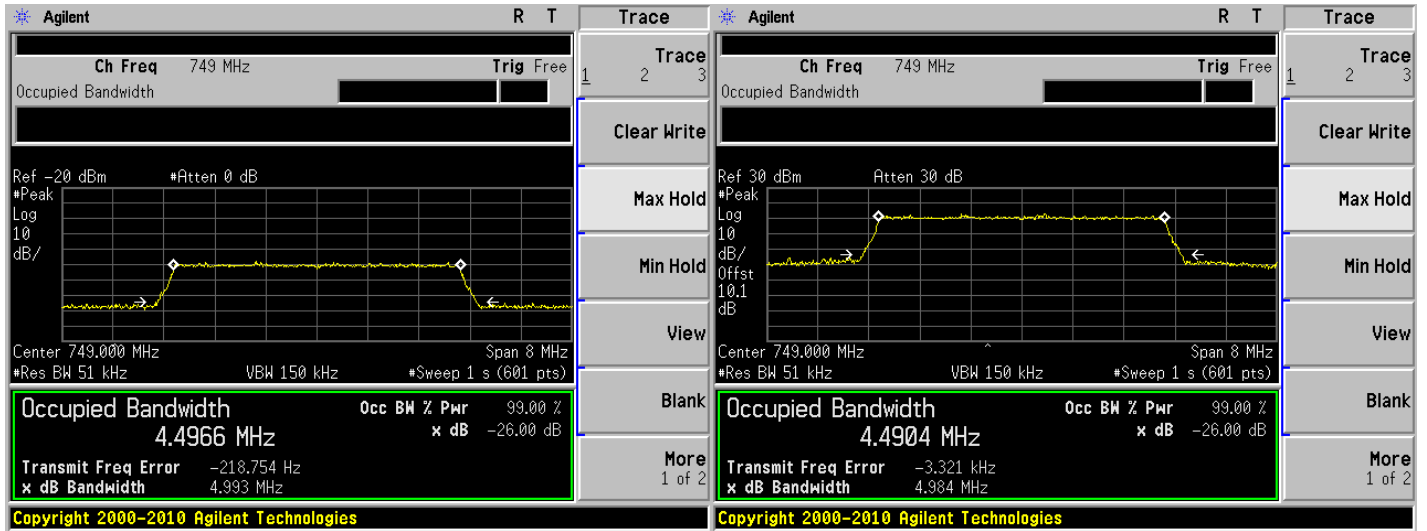 Agilent R T Trace
Ch Freq 749 MHz Trig Free
Occupied Bandwidth
Trace
1 2 3
Clear Write
Max Hold
Min Hold
View
Blank
More
1 of 2
Ref -20 dBm #Atten 0 dB
#Peak
Log
10
dB/
Center 749.000 MHz Span 8 MHz
#Res BW 51 kHz VBW 150 kHz #Sweep 1 s (601 pts)
Occupied Bandwidth Occ BW % Pwr 99.00 %
4.4966 MHz x dB -26.00 dB
Transmit Freq Error -218.754 Hz
x dB Bandwidth 4.993 MHz
Copyright 2000-2010 Agilent Technologies
Agilent R T Trace
Ch Freq 749 MHz Trig Free
Occupied Bandwidth
Trace
1 2 3
Clear Write
Max Hold
Min Hold
View
Blank
More
1 of 2
Ref 30 dBm Atten 30 dB
#Peak
Log
10
dB/
Offst
10.1
dB
Center 749.000 MHz Span 8 MHz
#Res BW 51 kHz VBW 150 kHz #Sweep 1 s (601 pts)
Occupied Bandwidth Occ BW % Pwr 99.00 %
4.4904 MHz x dB -26.00 dB
Transmit Freq Error -3.321 kHz
x dB Bandwidth 4.984 MHz
Copyright 2000-2010 Agilent Technologies